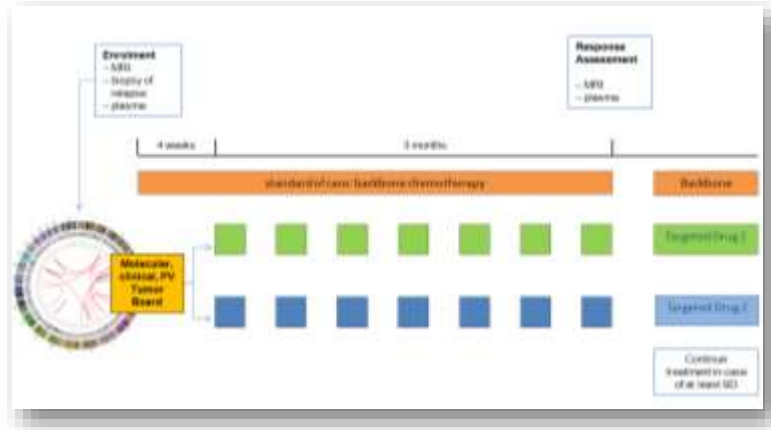 Enrolment
– MRI
– biopsy of
relapse
– plasma
Response
Assessment
– MRI
– plasma
4 weeks
3 months
standard of care: backbone chemotherapy
Backbone
Molecular,
clinical, PV
Tumor
Board
Targeted Drug 1
Targeted Drug 2
Continue
treatment in case
of at least SD